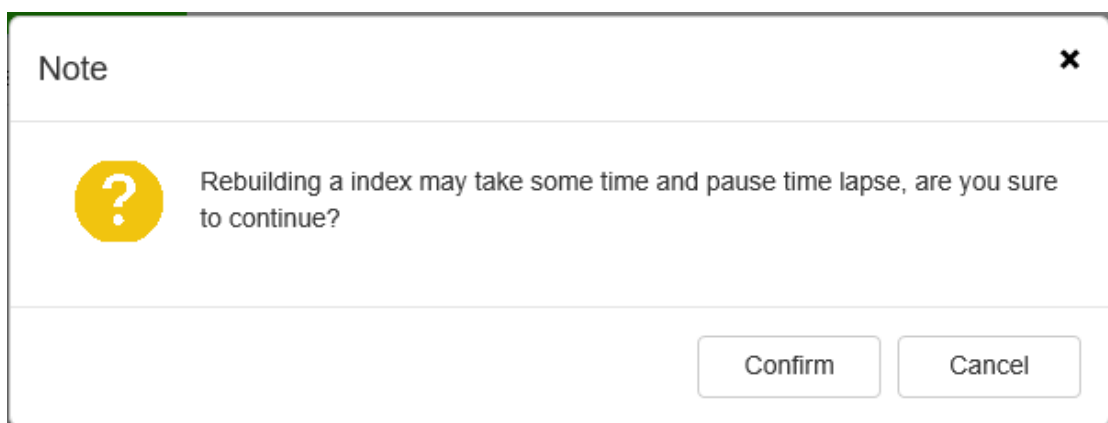 Note
Rebuilding a index may take some time and pause time lapse, are you sure
to continue?
Confirm
Cancel